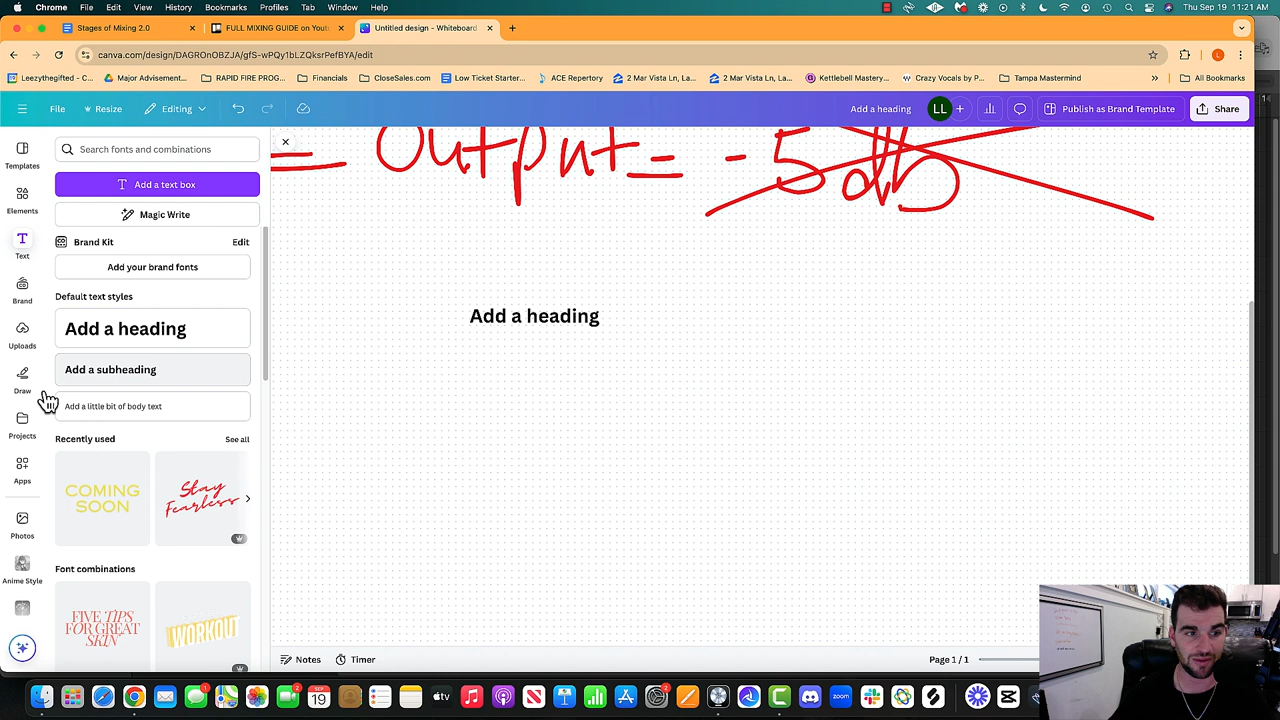 Chrome File Edit View History Bookmarks Profiles Tab Window Help Thu Sep 19 11:21 AM
Stages of Mixing 2.0 FULL MIXING GUIDE on Youtu Untitled design - Whiteboard
canva.com/design/DAGROnOBZJA/gfS-wPQy1bLZQksrPefBYA/edit
Leezythegifted - C... Major Advisement... RAPID FIRE PROG... Financials CloseSales.com Low Ticket Starter... ACE Repertory 2 Mar Vista Ln, La... 2 Mar Vista Ln, La... Kettlebell Mastery... Crazy Vocals by P... Tampa Mastermind » All Bookmarks
File Resize Editing Add a heading LL Publish as Brand Template Share
Templates
Elements
Text
Brand
Uploads
Draw
Projects
Apps
Photos
Anime Style
Search fonts and combinations
Add a text box
Magic Write
Brand Kit Edit
Add your brand fonts
Default text styles
Add a heading
Add a subheading
Add a little bit of body text
Recently used See all
COMING
SOON
Stay
Fearless
Font combinations
FIVE TIPS
FOR GREAT
SKIN
WORKOUT
= Output = -5db
Add a heading
Notes Timer Page 1 / 1